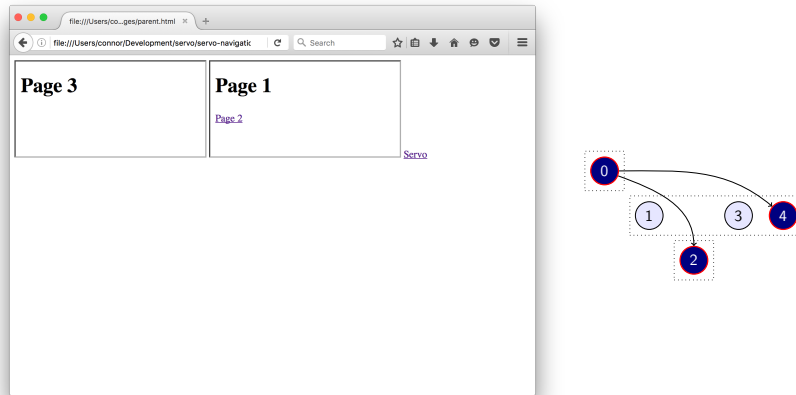 file:///Users/co...ges/parent.html
file:///Users/connor/Development/servo/servo-navigatic
Search
Page 3
Page 1
Page 2
Servo
0
1
3
4
2